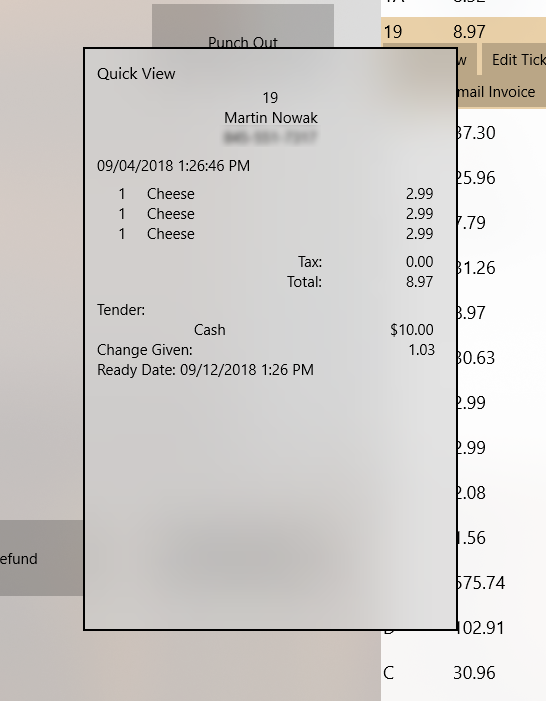 Punch Out
Quick View
19
Martin Nowak
09/04/2018 1:26:46 PM
1 Cheese 2.99
1 Cheese 2.99
1 Cheese 2.99
Tax: 0.00
Total: 8.97
Tender:
Cash $10.00
Change Given: 1.03
Ready Date: 09/12/2018 1:26 PM
efund
19 8.97
w Edit Tick
mail Invoice
37.30
25.96
7.79
31.26
8.97
30.63
2.99
2.99
2.08
1.56
575.74
102.91
C 30.96